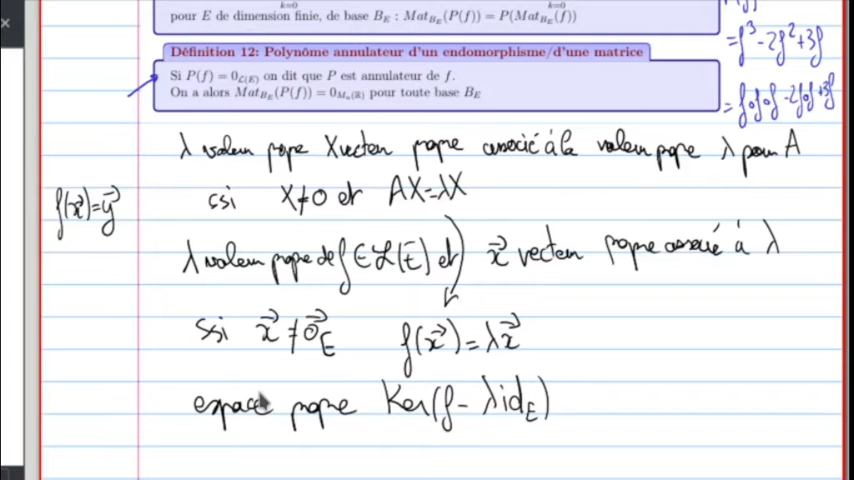 k=0
k=0
pour E de dimension finie, de base B_E : Mat_{B_E}(P(f)) = P(Mat_{B_E}(f))
Définition 12: Polynôme annulateur d'un endomorphisme/d'une matrice
Si P(f) = 0_{ℒ(E)} on dit que P est annulateur de f.
On a alors Mat_{B_E}(P(f)) = 0_{M_n(ℝ)} pour toute base B_E
= f³ - 2f² + 3f
= f∘f∘f - 2f∘f + 3f
λ valeur propre X vecteur propre associé à la valeur propre λ pour A
ssi X ≠ 0 et AX = λX
f(x⃗) = y⃗
λ valeur propre de f ∈ ℒ(E) et x⃗ vecteur propre associé à λ
ssi x⃗ ≠ 0⃗_E f(x⃗) = λx⃗
espace propre Ker(f - λ id_E)